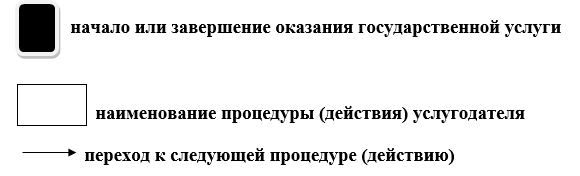 начало или завершение оказания государственной услуги
наименование процедуры (действия) услугодателя
переход к следующей процедуре (действию)